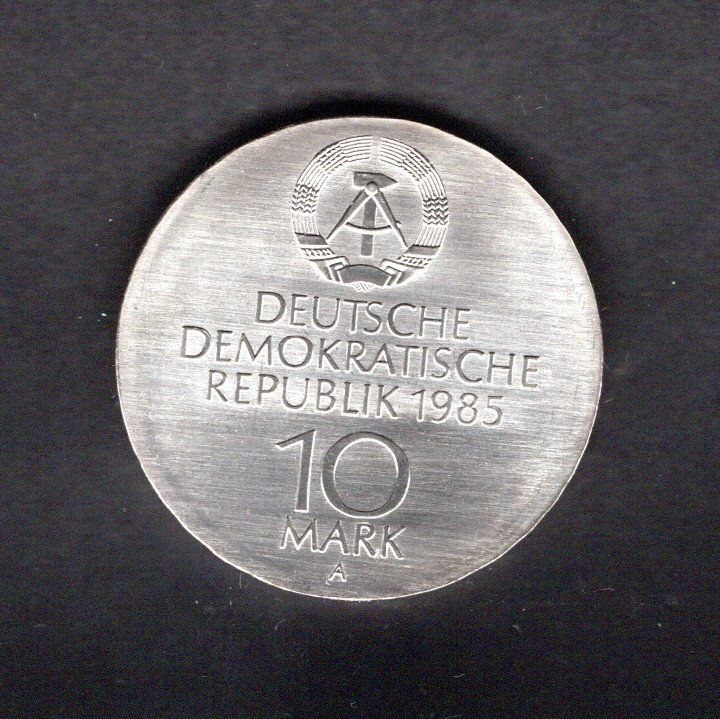 DEUTSCHE
DEMOKRATISCHE
REPUBLIK 1985
10
MARK
A